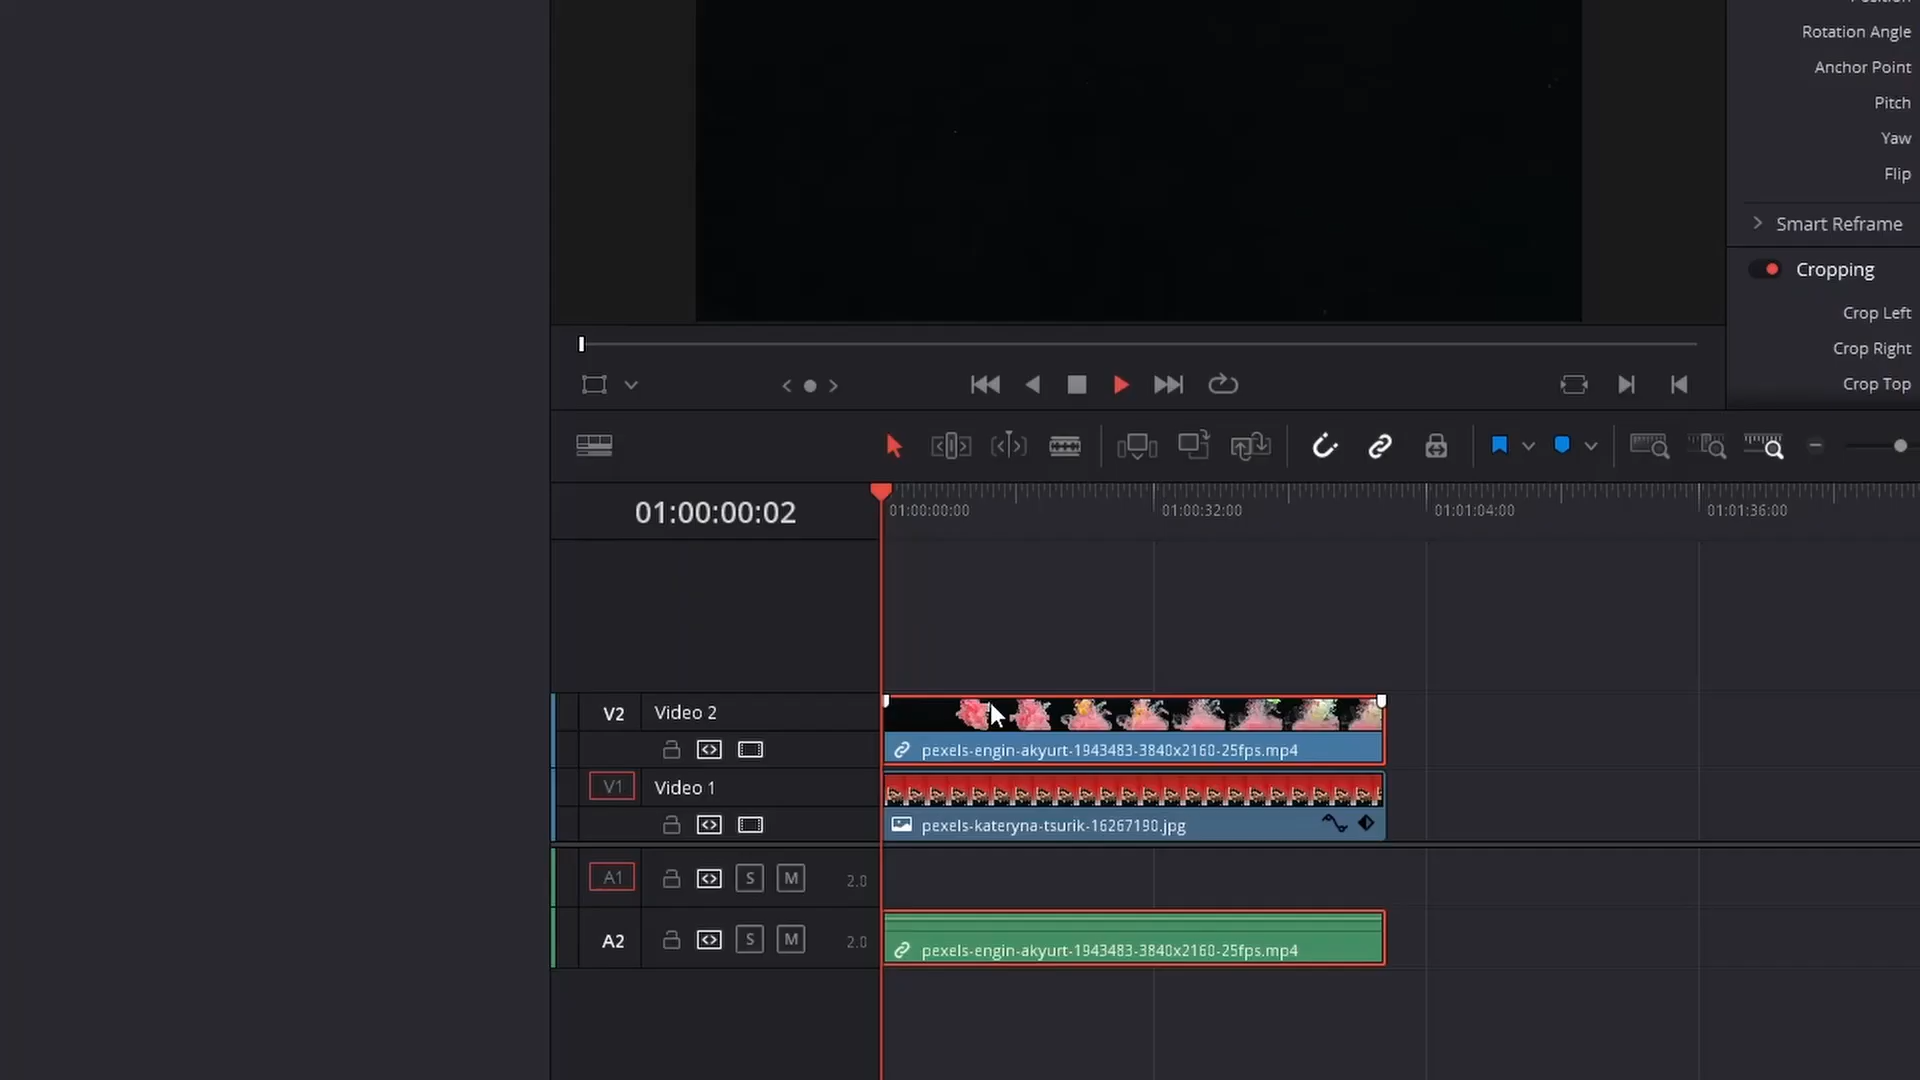 Rotation Angle
Anchor Point
Pitch
Yaw
Flip
Smart Reframe
Cropping
Crop Left
Crop Right
Crop Top
01:00:00:02
01:00:00:00
01:00:32:00
01:01:04:00
01:01:36:00
V2
Video 2
pexels-engin-akyurt-1943483-3840x2160-25fps.mp4
V1
Video 1
pexels-kateryna-tsurik-16267190.jpg
A1
S
M
2.0
A2
S
M
2.0
pexels-engin-akyurt-1943483-3840x2160-25fps.mp4